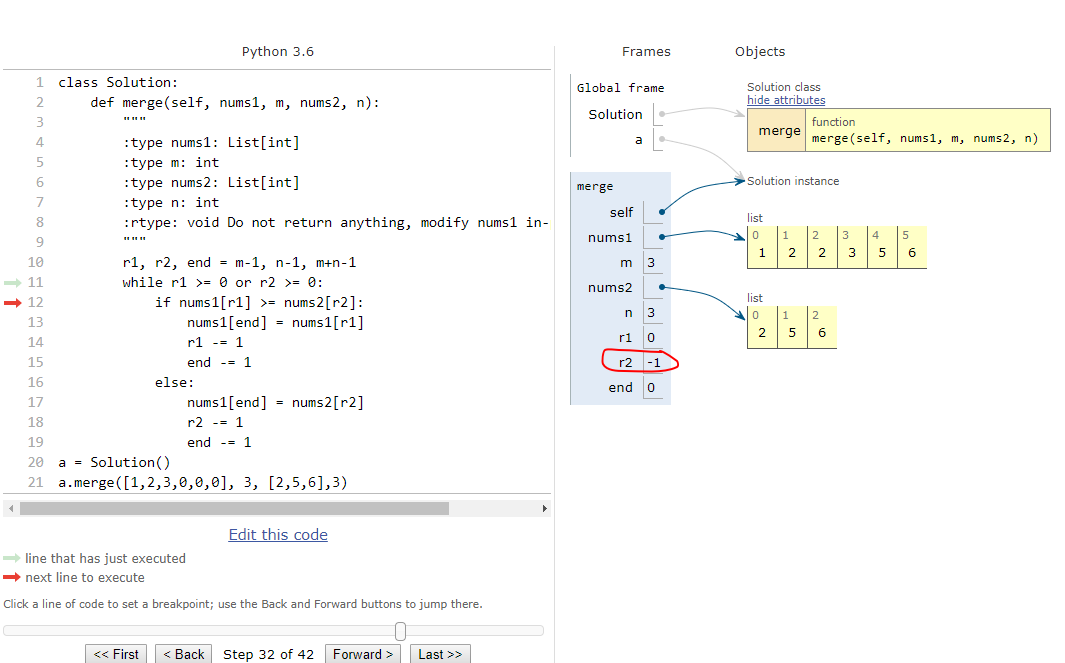 Python 3.6
1 class Solution:
2     def merge(self, nums1, m, nums2, n):
3         """
4         :type nums1: List[int]
5         :type m: int
6         :type nums2: List[int]
7         :type n: int
8         :rtype: void Do not return anything, modify nums1 in-
9         """
10         r1, r2, end = m-1, n-1, m+n-1
11         while r1 >= 0 or r2 >= 0:
12             if nums1[r1] >= nums2[r2]:
13                 nums1[end] = nums1[r1]
14                 r1 -= 1
15                 end -= 1
16             else:
17                 nums1[end] = nums2[r2]
18                 r2 -= 1
19                 end -= 1
20 a = Solution()
21 a.merge([1,2,3,0,0,0], 3, [2,5,6],3)
Edit this code
line that has just executed
next line to execute
Click a line of code to set a breakpoint; use the Back and Forward buttons to jump there.
<< First < Back Step 32 of 42 Forward > Last >>
Frames Objects
Global frame
Solution
a
Solution class
hide attributes
merge
function
merge(self, nums1, m, nums2, n)
Solution instance
merge
self
nums1
m 3
nums2
n 3
r1 0
r2 -1
end 0
list
0 1 2 3 4 5
1 2 2 3 5 6
list
0 1 2
2 5 6